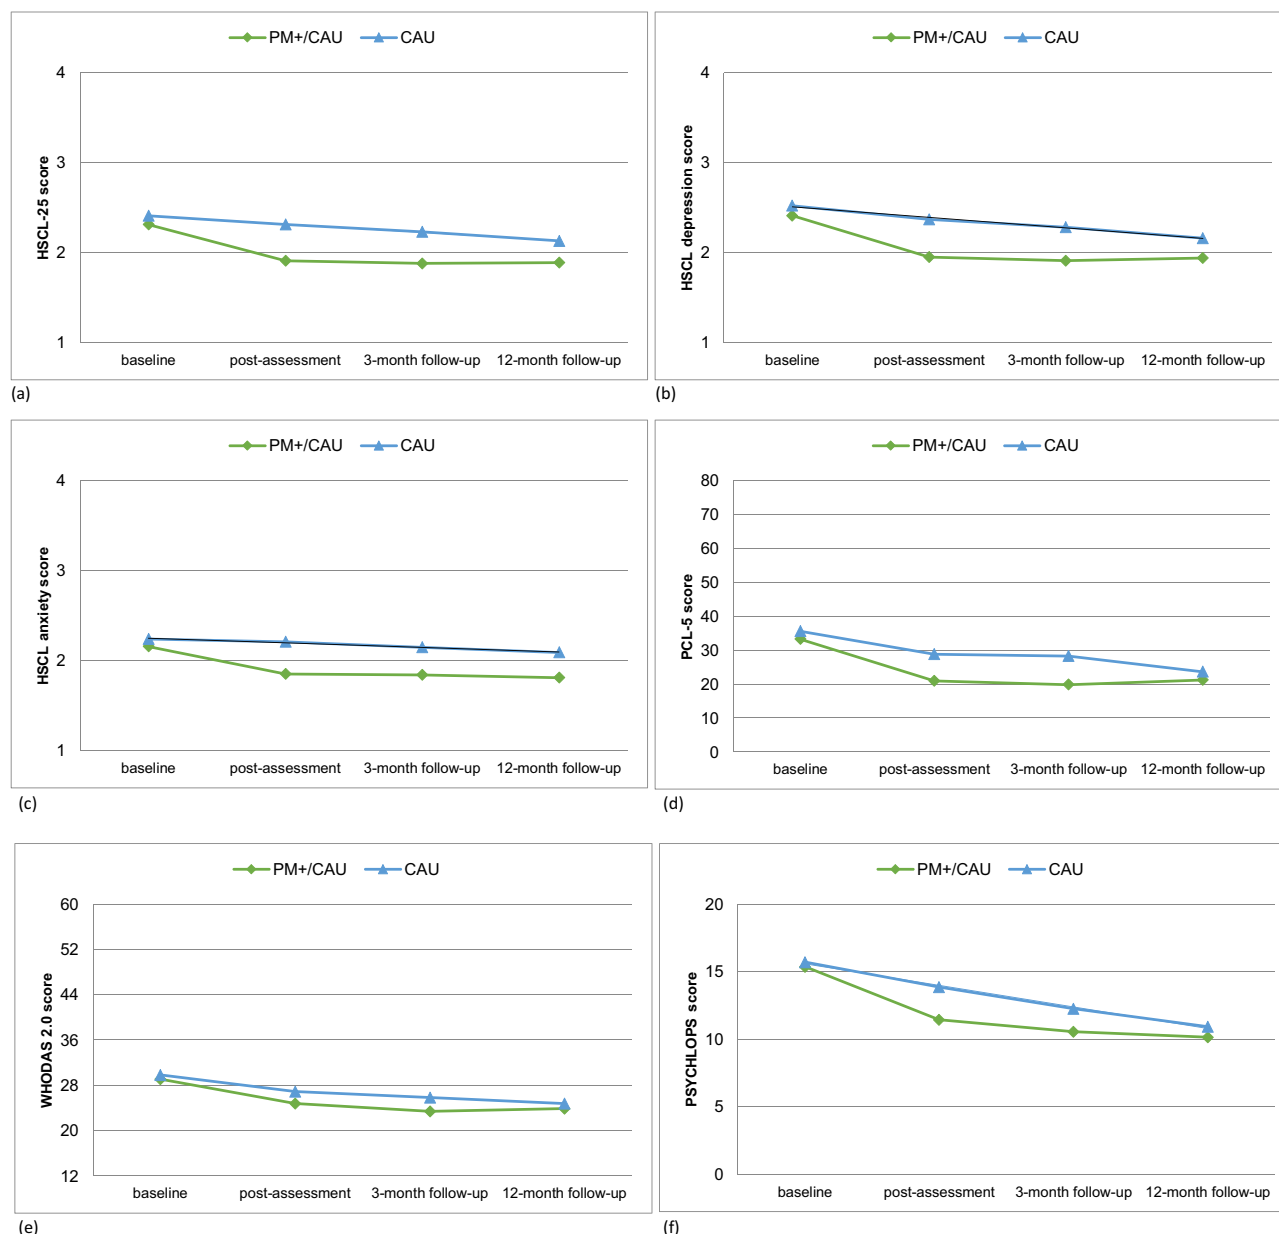 PM+/CAU CAU
HSCL-25 score
4
3
2
1
baseline post-assessment 3-month follow-up 12-month follow-up
(a)
PM+/CAU CAU
HSCL depression score
4
3
2
1
baseline post-assessment 3-month follow-up 12-month follow-up
(b)
PM+/CAU CAU
HSCL anxiety score
4
3
2
1
baseline post-assessment 3-month follow-up 12-month follow-up
(c)
PM+/CAU CAU
PCL-5 score
80
70
60
50
40
30
20
10
0
baseline post-assessment 3-month follow-up 12-month follow-up
(d)
PM+/CAU CAU
WHODAS 2.0 score
60
52
44
36
28
20
12
baseline post-assessment 3-month follow-up 12-month follow-up
(e)
PM+/CAU CAU
PSYCHLOPS score
20
15
10
5
0
baseline post-assessment 3-month follow-up 12-month follow-up
(f)